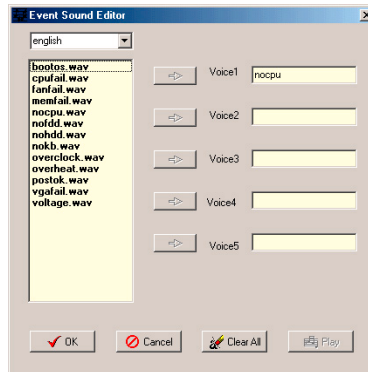 Event Sound Editor
english
bootos.wav
cpufail.wav
fanfail.wav
memfail.wav
nocpu.wav
nofdd.wav
nohdd.wav
nokb.wav
overclock.wav
overheat.wav
postok.wav
vgafail.wav
voltage.wav
Voice1 nocpu
Voice2
Voice3
Voice4
Voice5
OK Cancel Clear All Play